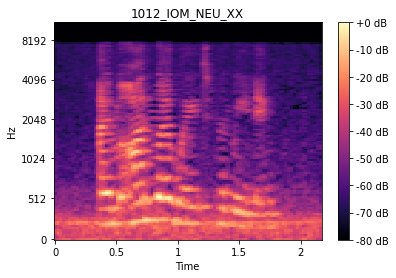 1012_IOM_NEU_XX
Hz
8192
4096
2048
1024
512
0
0
0.5
1
1.5
2
Time
+0 dB
-10 dB
-20 dB
-30 dB
-40 dB
-50 dB
-60 dB
-70 dB
-80 dB